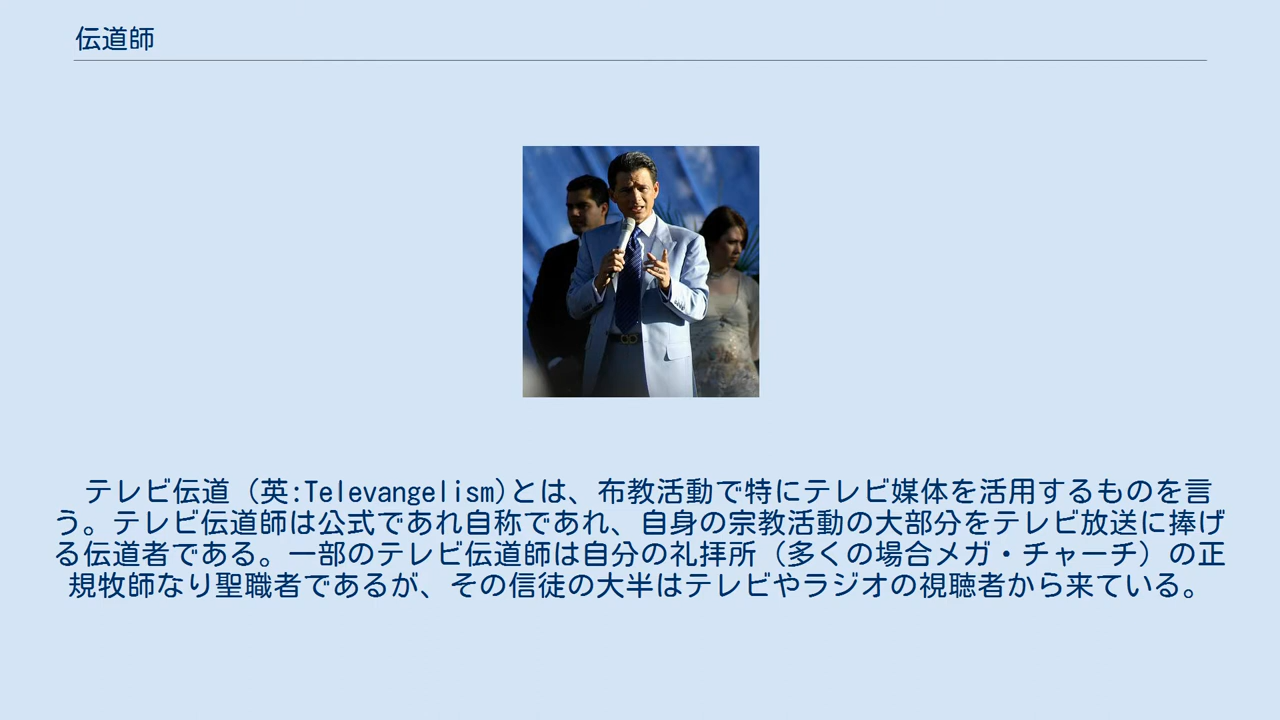 伝道師
テレビ伝道（英:Televangelism)とは、布教活動で特にテレビ媒体を活用するものを言
う。テレビ伝道師は公式であれ自称であれ、自身の宗教活動の大部分をテレビ放送に捧げ
る伝道者である。一部のテレビ伝道師は自分の礼拝所（多くの場合メガ・チャーチ）の正
規牧師なり聖職者であるが、その信徒の大半はテレビやラジオの視聴者から来ている。